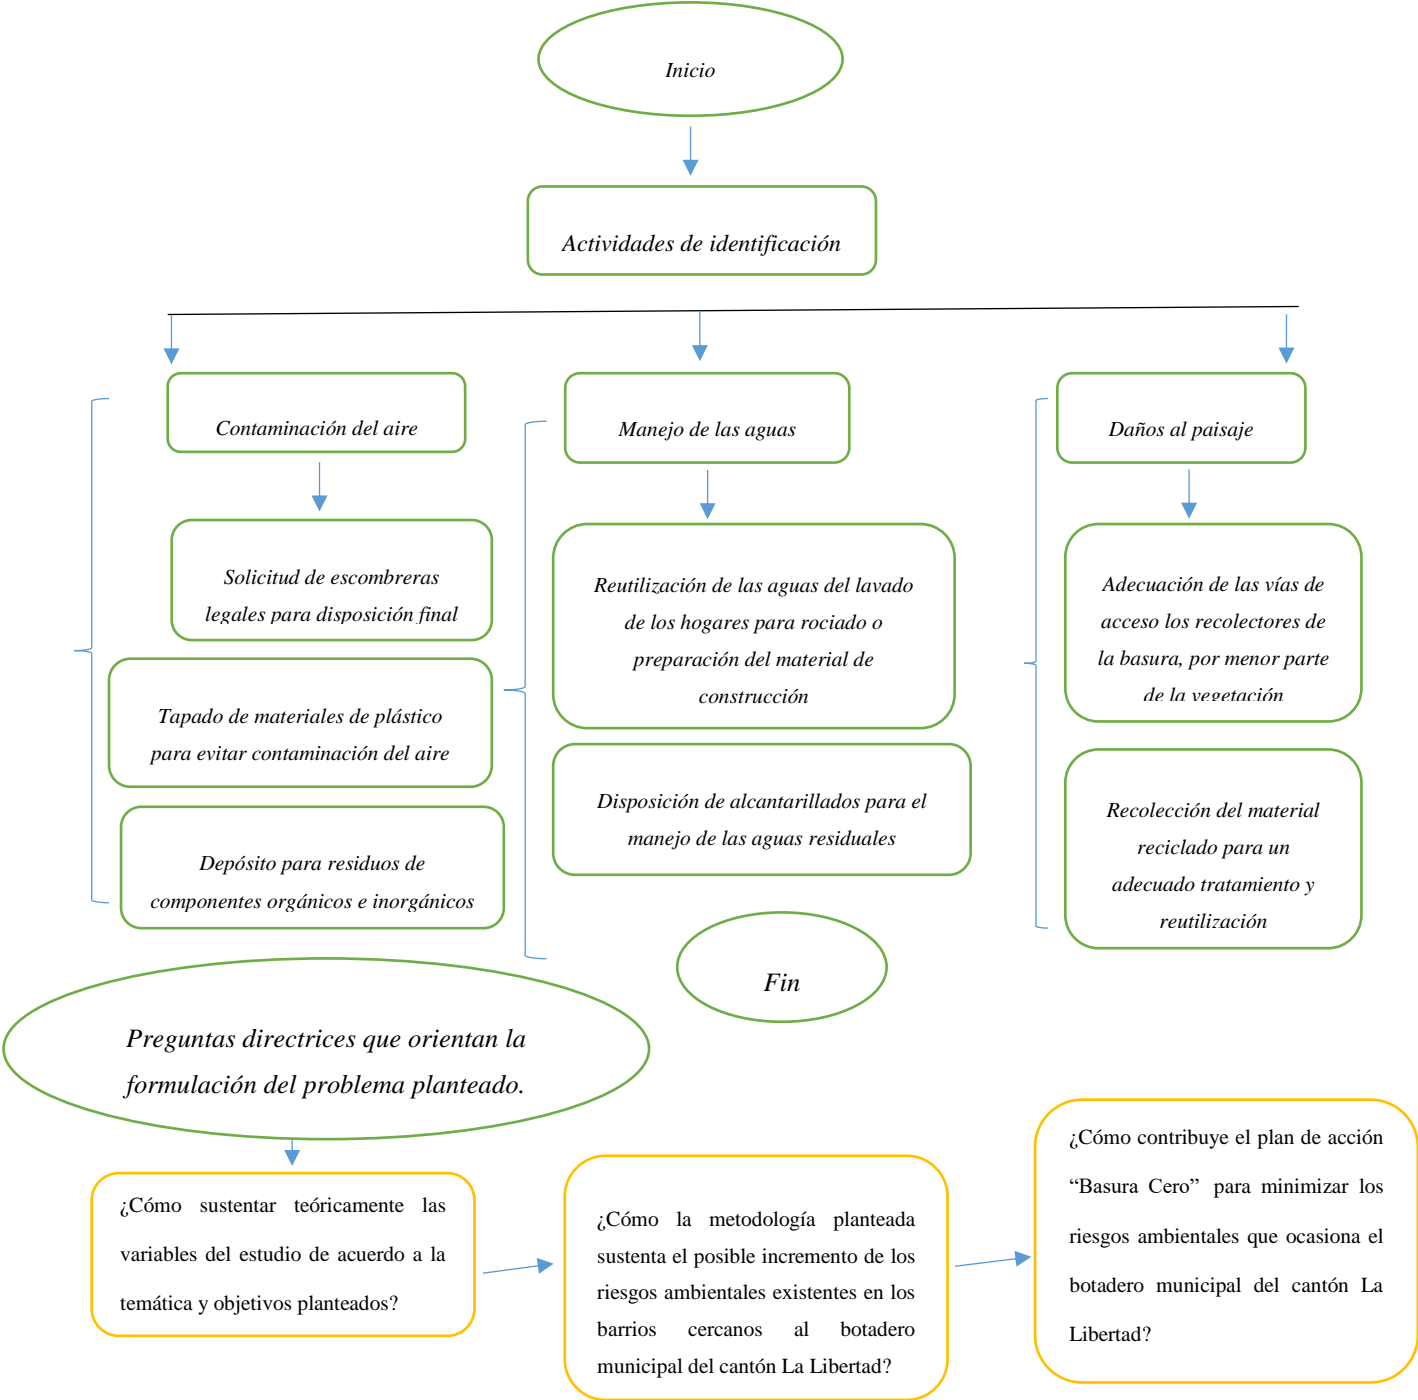 Inicio
Actividades de identificación
Contaminación del aire
Manejo de las aguas
Daños al paisaje
Solicitud de escombreras
legales para disposición final
Tapado de materiales de plástico
para evitar contaminación del aire
Depósito para residuos de
componentes orgánicos e inorgánicos
Reutilización de las aguas del lavado
de los hogares para rociado o
preparación del material de
construcción
Disposición de alcantarillados para el
manejo de las aguas residuales
Adecuación de las vías de
acceso los recolectores de
la basura, por menor parte
de la vegetación
Recolección del material
reciclado para un
adecuado tratamiento y
reutilización
Fin
Preguntas directrices que orientan la
formulación del problema planteado.
¿Cómo sustentar teóricamente las
variables del estudio de acuerdo a la
temática y objetivos planteados?
¿Cómo la metodología planteada
sustenta el posible incremento de los
riesgos ambientales existentes en los
barrios cercanos al botadero
municipal del cantón La Libertad?
¿Cómo contribuye el plan de acción
“Basura Cero” para minimizar los
riesgos ambientales que ocasiona el
botadero municipal del cantón La
Libertad?